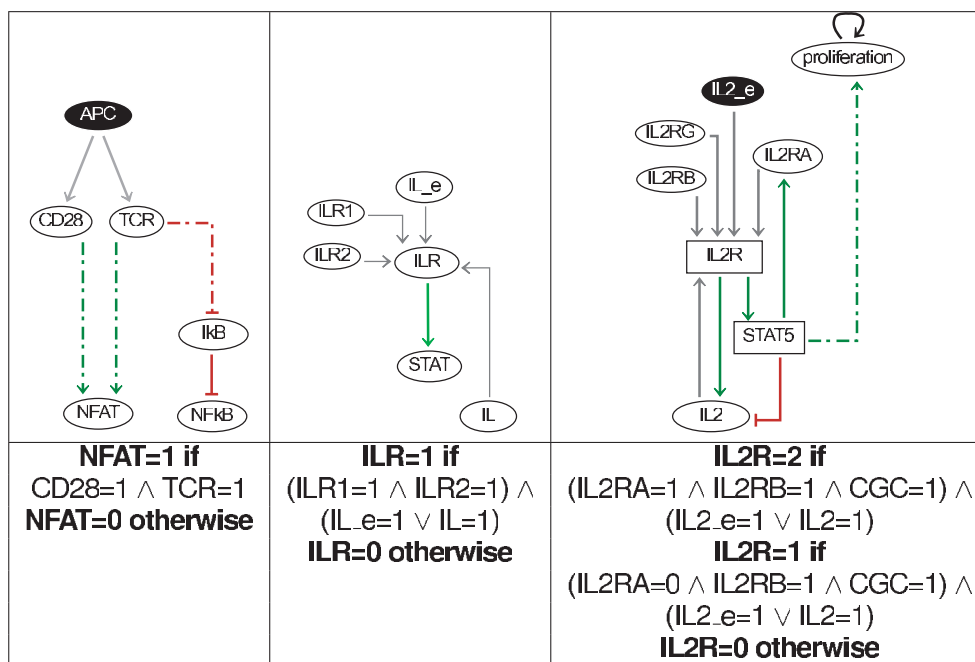 APC
CD28
TCR
IkB
NFAT
NFkB
NFAT=1 if
CD28=1 ∧ TCR=1
NFAT=0 otherwise
IL_e
ILR1
ILR2
ILR
STAT
IL
ILR=1 if
(ILR1=1 ∧ ILR2=1) ∧
(IL_e=1 ∨ IL=1)
ILR=0 otherwise
proliferation
IL2_e
IL2RG
IL2RA
IL2RB
IL2R
STAT5
IL2
IL2R=2 if
(IL2RA=1 ∧ IL2RB=1 ∧ CGC=1) ∧
(IL2_e=1 ∨ IL2=1)
IL2R=1 if
(IL2RA=0 ∧ IL2RB=1 ∧ CGC=1) ∧
(IL2_e=1 ∨ IL2=1)
IL2R=0 otherwise